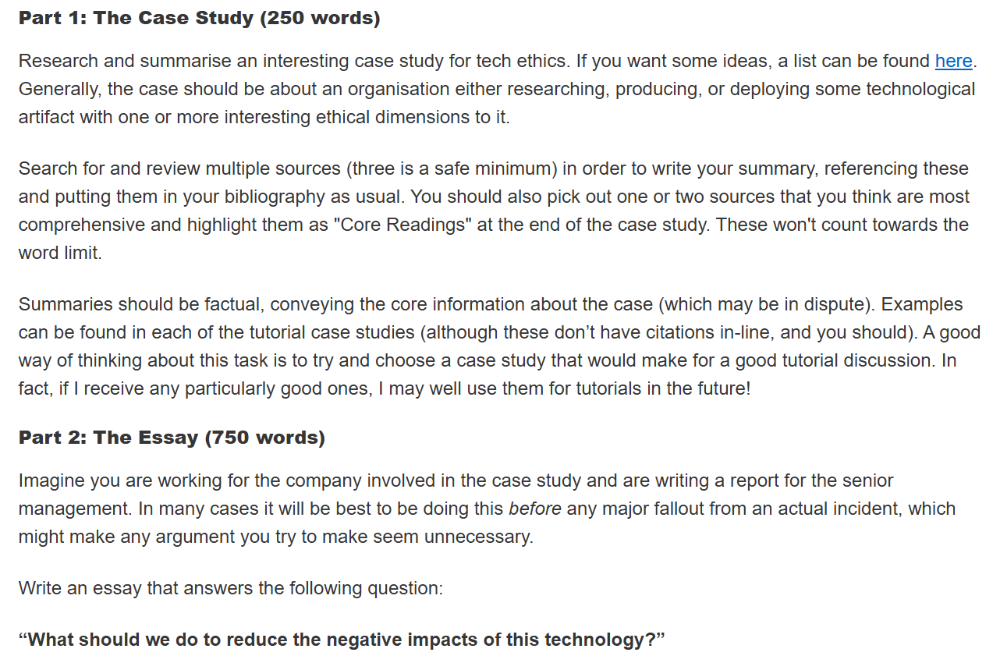 Part 1: The Case Study (250 words)
Research and summarise an interesting case study for tech ethics. If you want some ideas, a list can be found here.
Generally, the case should be about an organisation either researching, producing, or deploying some technological
artifact with one or more interesting ethical dimensions to it.
Search for and review multiple sources (three is a safe minimum) in order to write your summary, referencing these
and putting them in your bibliography as usual. You should also pick out one or two sources that you think are most
comprehensive and highlight them as "Core Readings" at the end of the case study. These won't count towards the
word limit.
Summaries should be factual, conveying the core information about the case (which may be in dispute). Examples
can be found in each of the tutorial case studies (although these don’t have citations in-line, and you should). A good
way of thinking about this task is to try and choose a case study that would make for a good tutorial discussion. In
fact, if I receive any particularly good ones, I may well use them for tutorials in the future!
Part 2: The Essay (750 words)
Imagine you are working for the company involved in the case study and are writing a report for the senior
management. In many cases it will be best to be doing this before any major fallout from an actual incident, which
might make any argument you try to make seem unnecessary.
Write an essay that answers the following question:
“What should we do to reduce the negative impacts of this technology?”